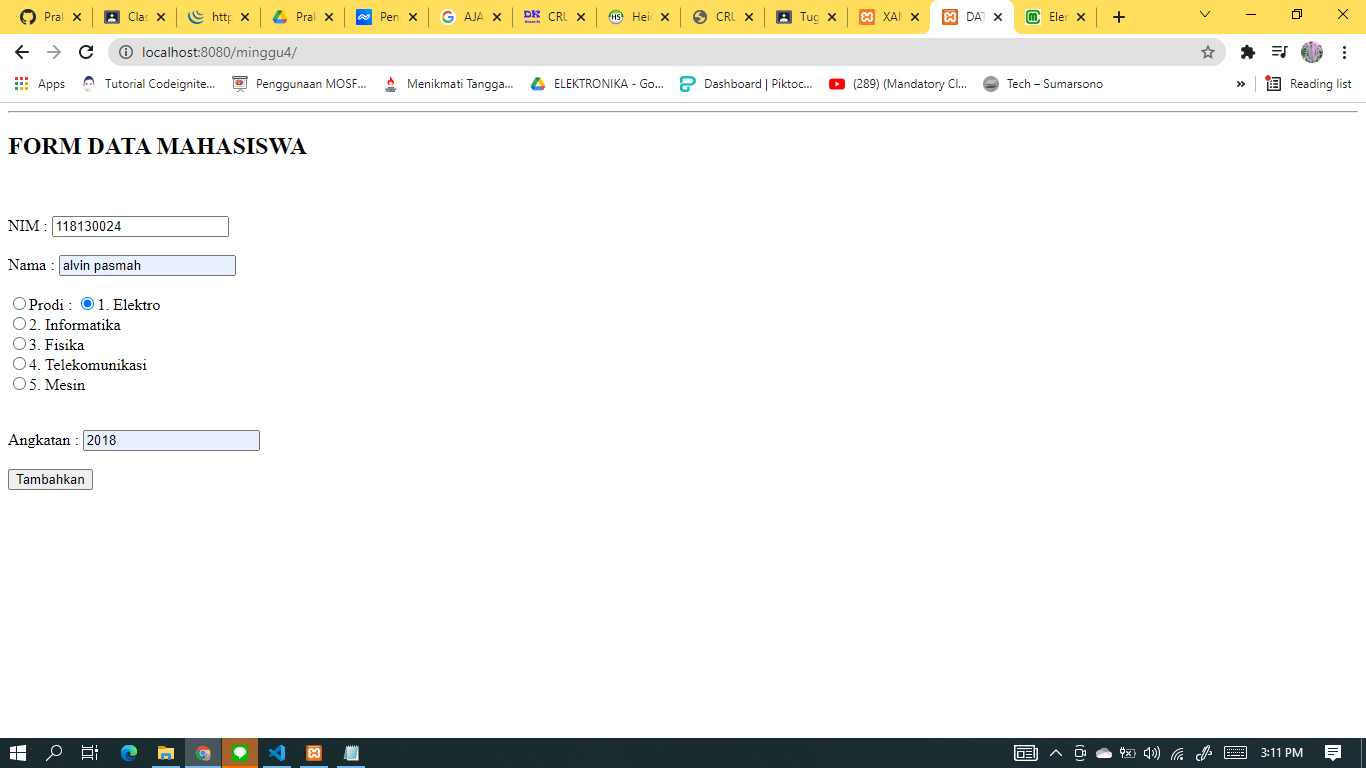 Pral
Clas
http
Pral
Pen
AJA
CRU
Heid
CRU
Tug
XAM
DAT
Eler
localhost:8080/minggu4/
Apps
Tutorial Codeignite...
Penggunaan MOSF...
Menikmati Tangga...
ELEKTRONIKA - Go...
Dashboard | Piktoc...
(289) (Mandatory Cl...
Tech – Sumarsono
»
Reading list
FORM DATA MAHASISWA
NIM : 118130024
Nama : alvin pasmah
Prodi : 1. Elektro
2. Informatika
3. Fisika
4. Telekomunikasi
5. Mesin
Angkatan : 2018
Tambahkan
3:11 PM